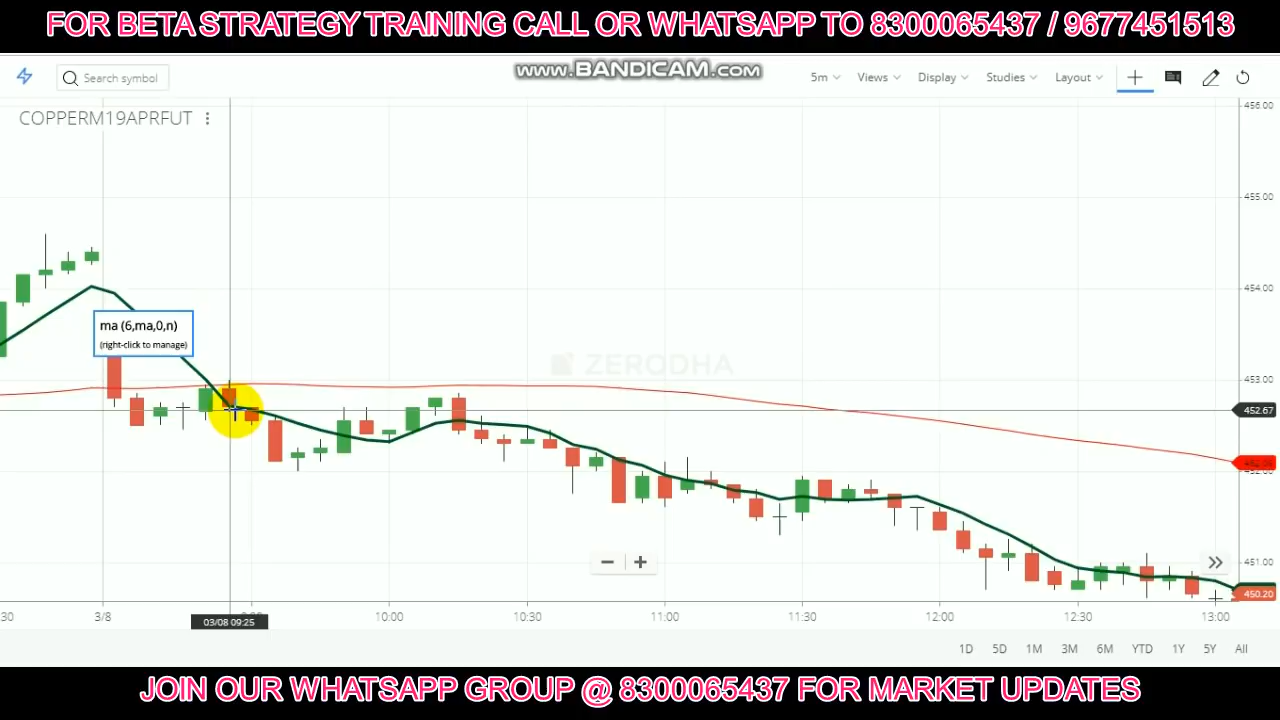 FOR BETA STRATEGY TRAINING CALL OR WHATSAPP TO 8300065437 / 9677451513
www.BANDICAM.com
Search symbol
5m
Views
Display
Studies
Layout
COPPERM19APRFUT
456.00
455.00
454.00
453.00
451.00
ma (6,ma,0,n)
(right-click to manage)
ZERODHA
452.67
450.20
30
3/8
03/08 09:25
10:00
10:30
11:00
11:30
12:00
12:30
13:00
1D 5D 1M 3M 6M YTD 1Y 5Y All
JOIN OUR WHATSAPP GROUP @ 8300065437 FOR MARKET UPDATES